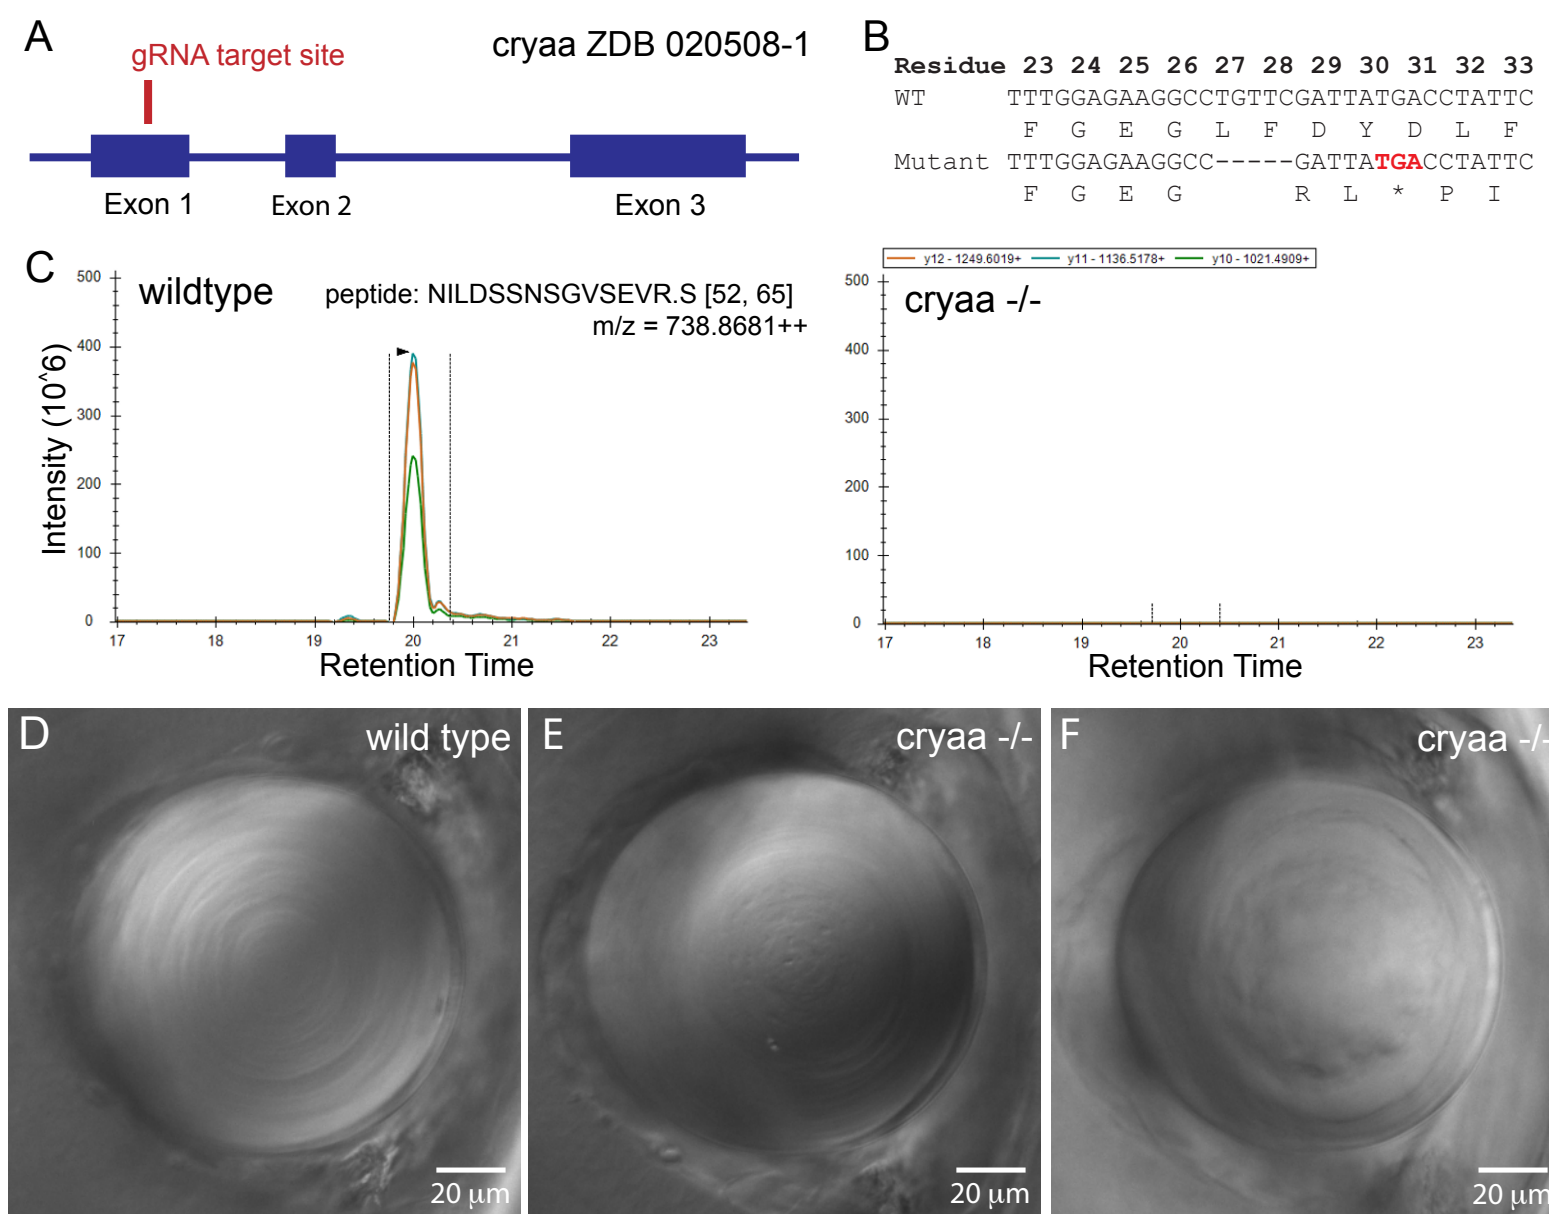 A
gRNA target site
cryaa ZDB 020508-1
Exon 1
Exon 2
Exon 3
B
Residue 23 24 25 26 27 28 29 30 31 32 33
WT TTTGGAGAAGGCCTGTTCGATTATGACCTATTC
F G E G L F D Y D L F
Mutant TTTGGAGAAGGCC-----GATTATGACCTATTC
F G E G R L * P I
C
wildtype
peptide: NILDSSNSGVSEVR.S [52, 65]
m/z = 738.8681++
Intensity (10^6)
500
400
300
200
100
0
17 18 19 20 21 22 23
Retention Time
y12 - 1249.6019+ y11 - 1136.5178+ y10 - 1021.4909+
cryaa -/-
500
400
300
200
100
0
17 18 19 20 21 22 23
Retention Time
D
wild type
20 µm
E
cryaa -/-
20 µm
F
cryaa -/-
20 µm